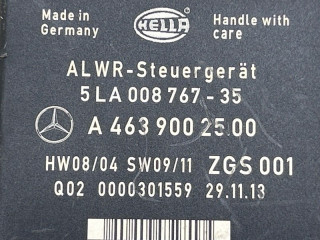 Made in HELLA Handle with
Germany care
ALWR-Steuergerät
5LA 008 767-35
A 463 900 25 00
HW08/04 SW09/11 ZGS 001
Q02 0000301559 29.11.13